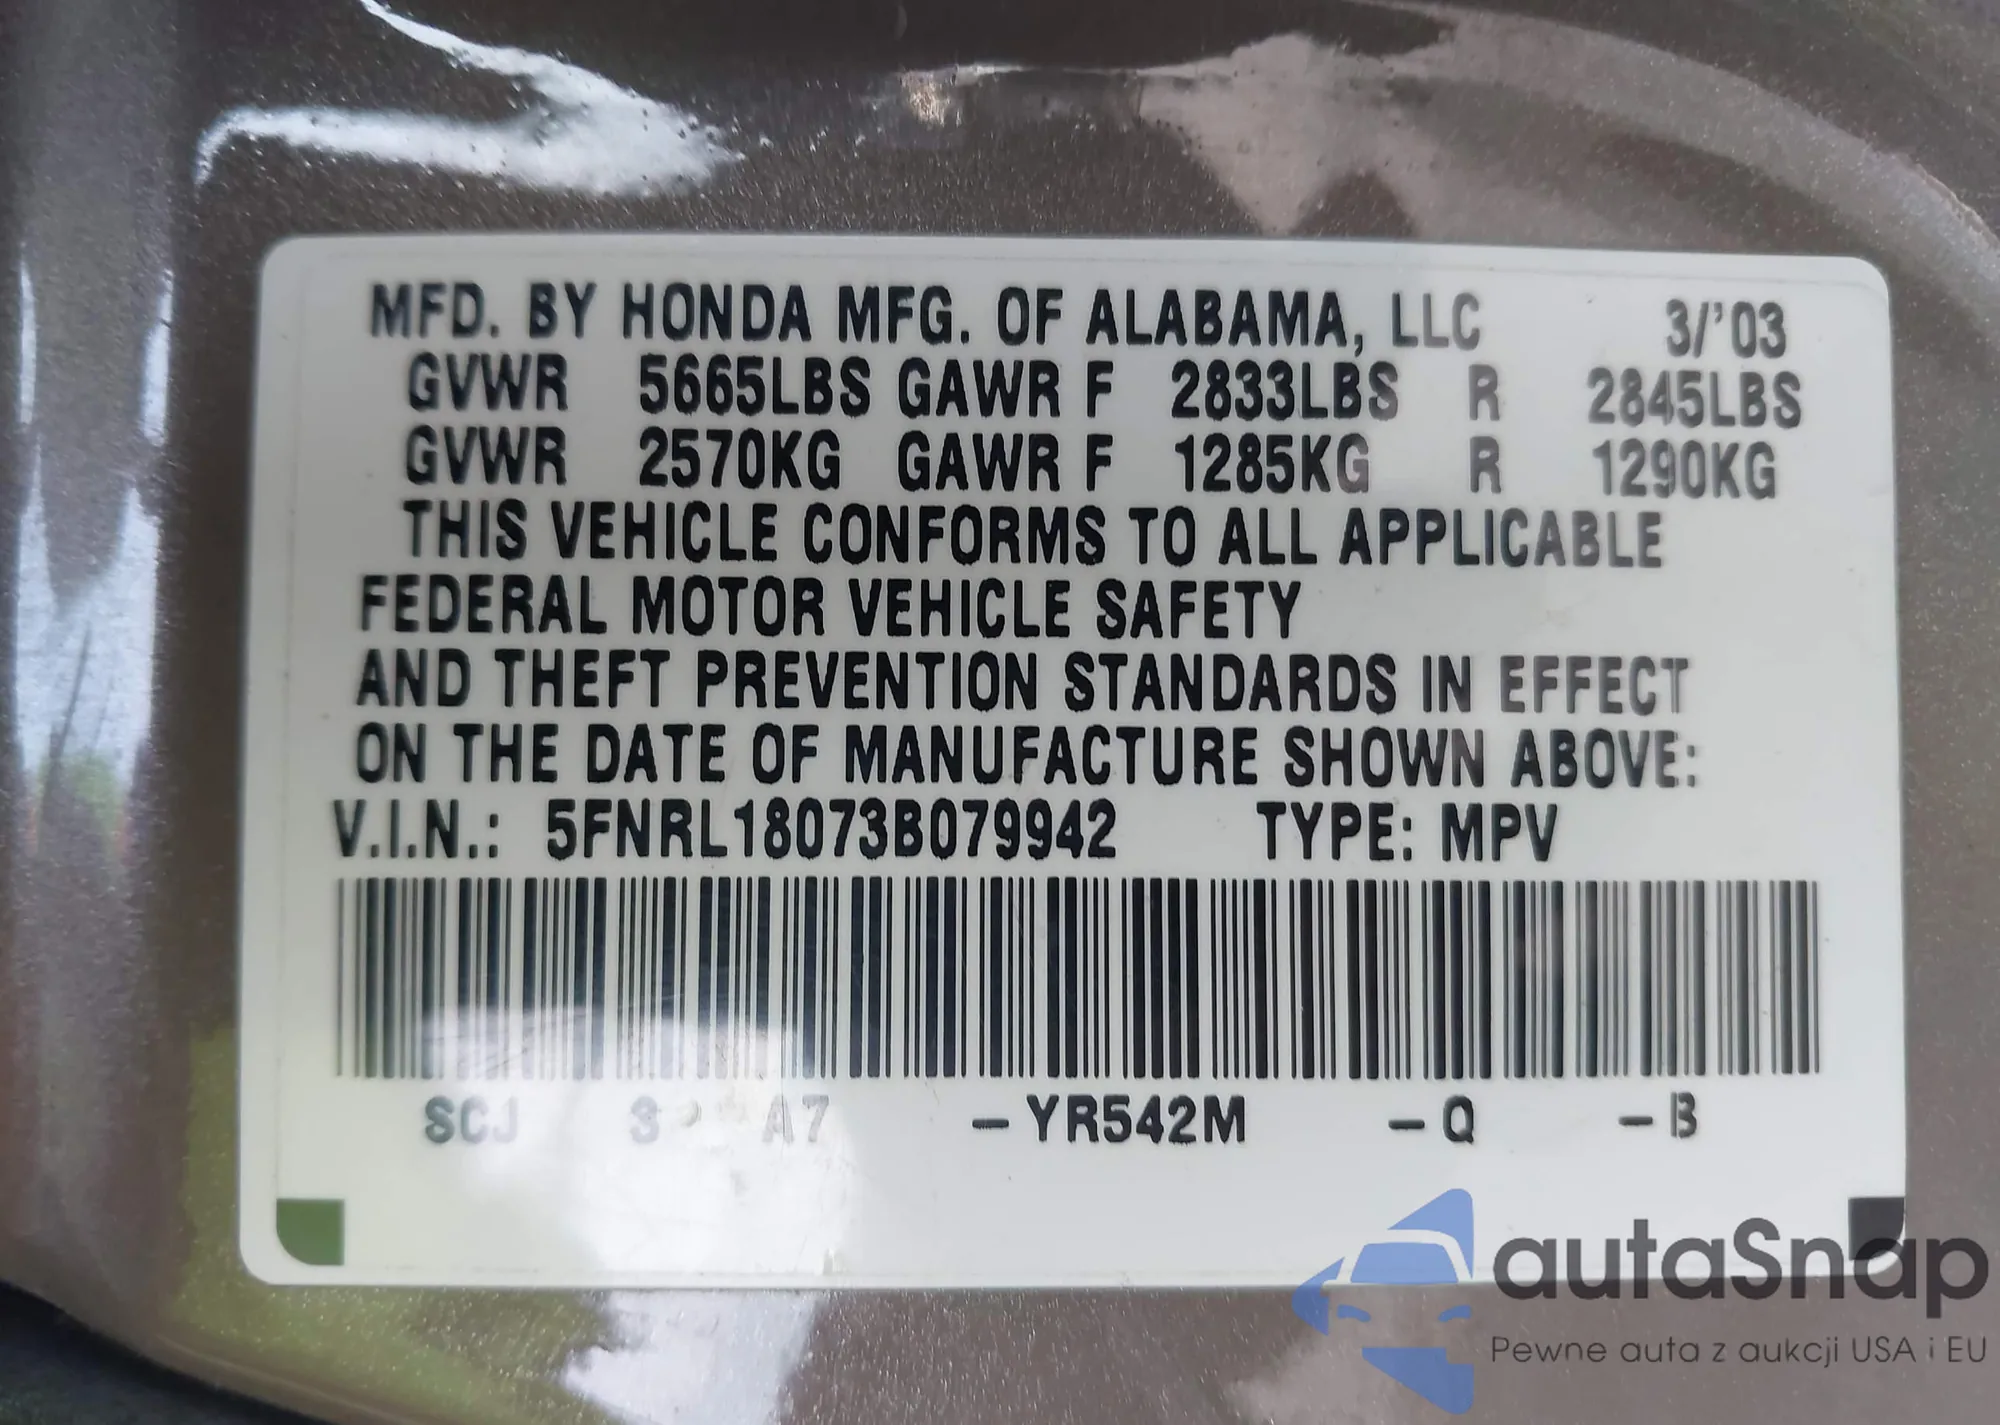 MFD. BY HONDA MFG. OF ALABAMA, LLC 3/'03
GVWR 5665LBS GAWR F 2833LBS R 2845LBS
GVWR 2570KG GAWR F 1285KG R 1290KG
THIS VEHICLE CONFORMS TO ALL APPLICABLE
FEDERAL MOTOR VEHICLE SAFETY
AND THEFT PREVENTION STANDARDS IN EFFECT
ON THE DATE OF MANUFACTURE SHOWN ABOVE:
V.I.N.: 5FNRL18073B079942 TYPE: MPV
SCJ A7 –YR542M –Q –B
autaSnap
Pewne auta z aukcji USA i EU